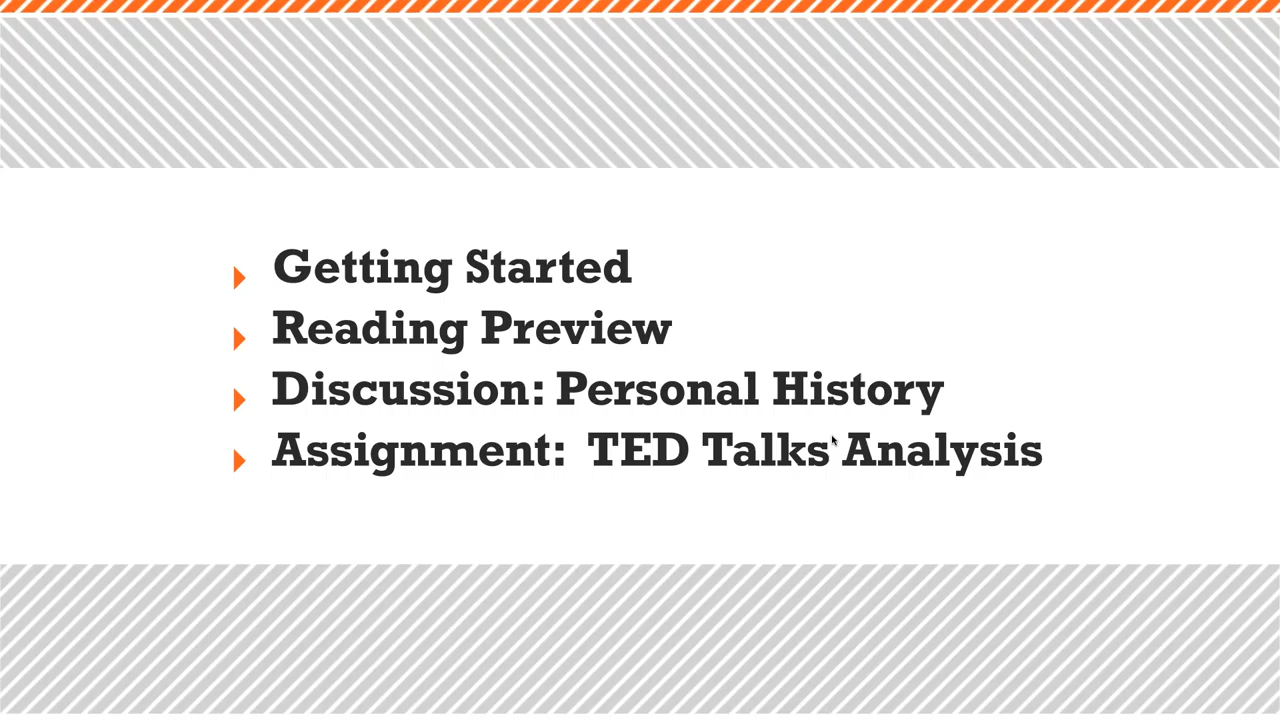 Getting Started
Reading Preview
Discussion: Personal History
Assignment:  TED Talks Analysis